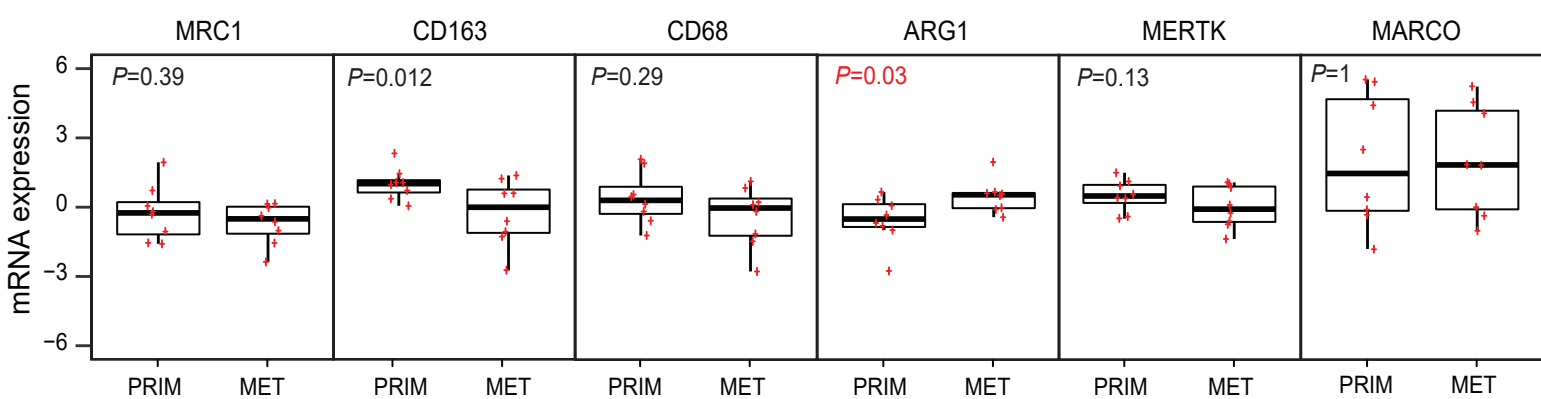 MRC1 CD163 CD68 ARG1 MERTK MARCO
P=0.39 P=0.012 P=0.29 P=0.03 P=0.13 P=1
mRNA expression
6
3
0
−3
−6
PRIM MET PRIM MET PRIM MET PRIM MET PRIM MET PRIM MET